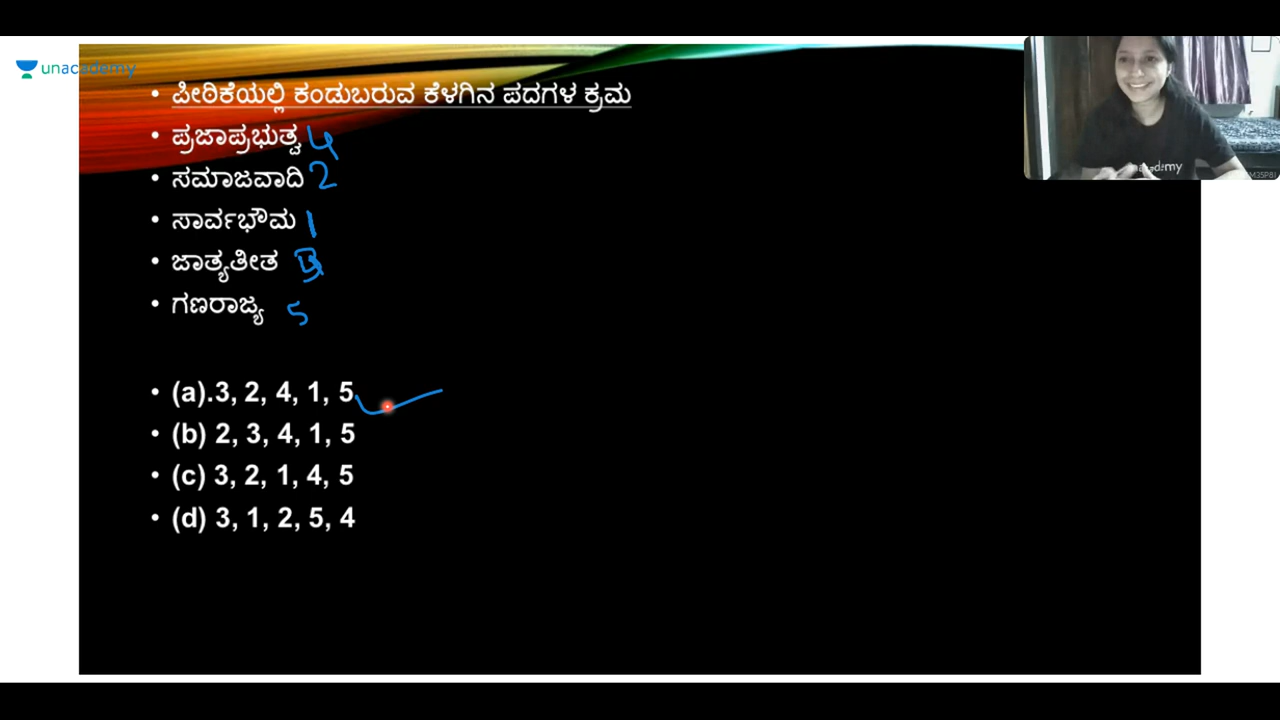 unacademy
• ಪೀಠಿಕೆಯಲ್ಲಿ ಕಂಡುಬರುವ ಕೆಳಗಿನ ಪದಗಳ ಕ್ರಮ
• ಪ್ರಜಾಪ್ರಭುತ್ವ 4
• ಸಮಾಜವಾದಿ 2
• ಸಾರ್ವಭೌಮ 1
• ಜಾತ್ಯತೀತ 3
• ಗಣರಾಜ್ಯ 5
• (a).3, 2, 4, 1, 5
• (b) 2, 3, 4, 1, 5
• (c) 3, 2, 1, 4, 5
• (d) 3, 1, 2, 5, 4